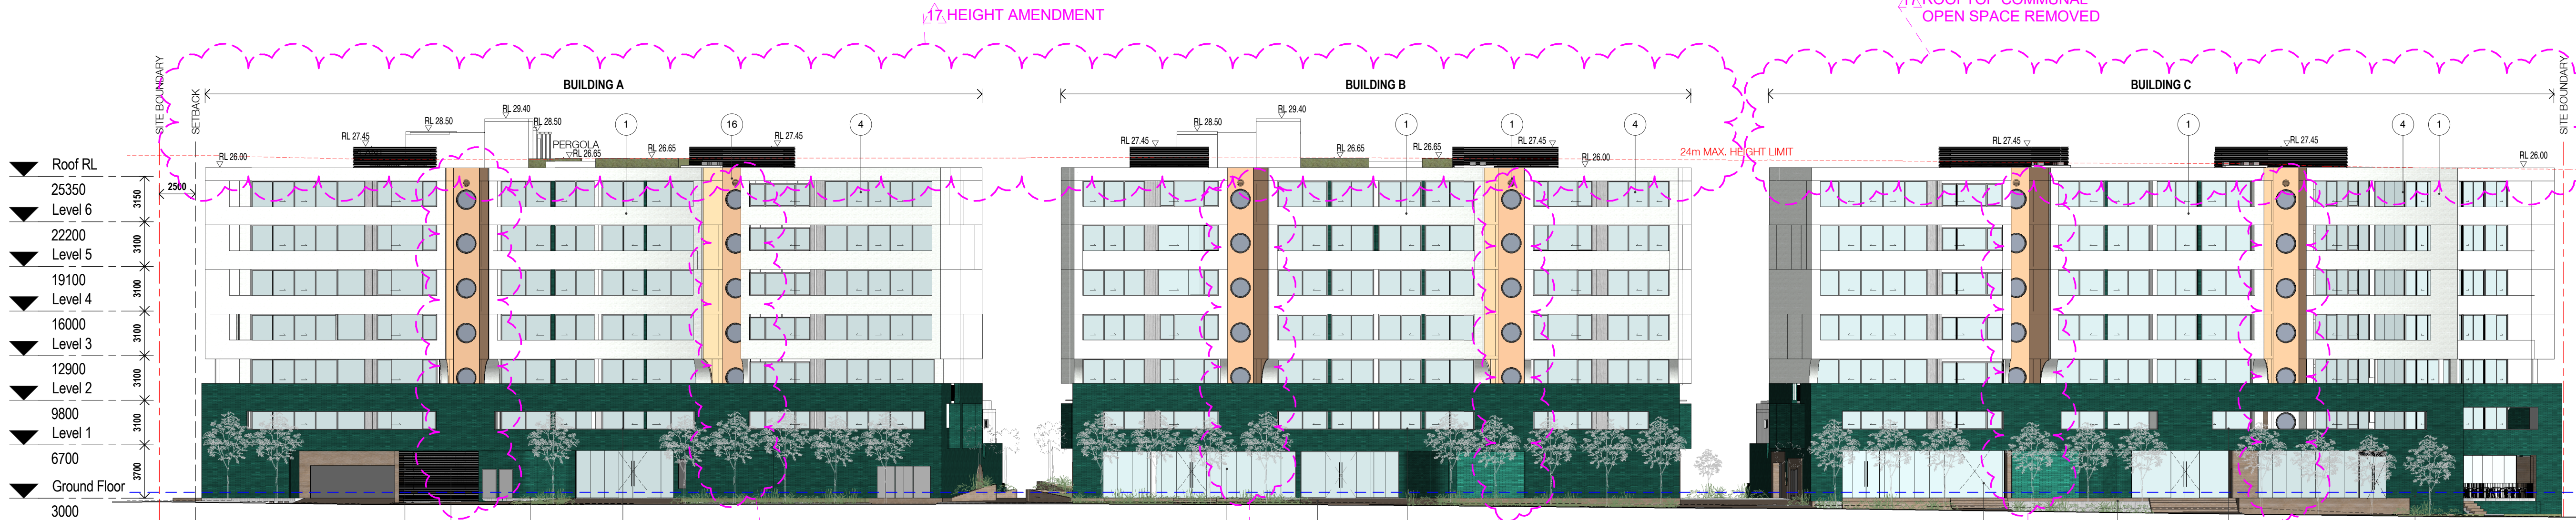 17 HEIGHT AMENDMENT
17 ROOFTOP COMMUNAL
OPEN SPACE REMOVED
SITE BOUNDARY
SETBACK
BUILDING A
BUILDING B
BUILDING C
SITE BOUNDARY
RL 26.00
RL 27.45
RL 28.50
RL 29.40
RL 28.50
PERGOLA
RL 26.65
RL 26.65
1
16
RL 27.45
4
RL 27.45
RL 28.50
RL 29.40
RL 26.65
1
RL 26.65
1
RL 27.45
RL 26.00
4
24m MAX. HEIGHT LIMIT
RL 27.45
1
RL 27.45
4
1
RL 26.00
Roof RL
25350
Level 6
22200
Level 5
19100
Level 4
16000
Level 3
12900
Level 2
9800
Level 1
6700
Ground Floor
3000
2500
3150
3100
3100
3100
3100
3100
3700